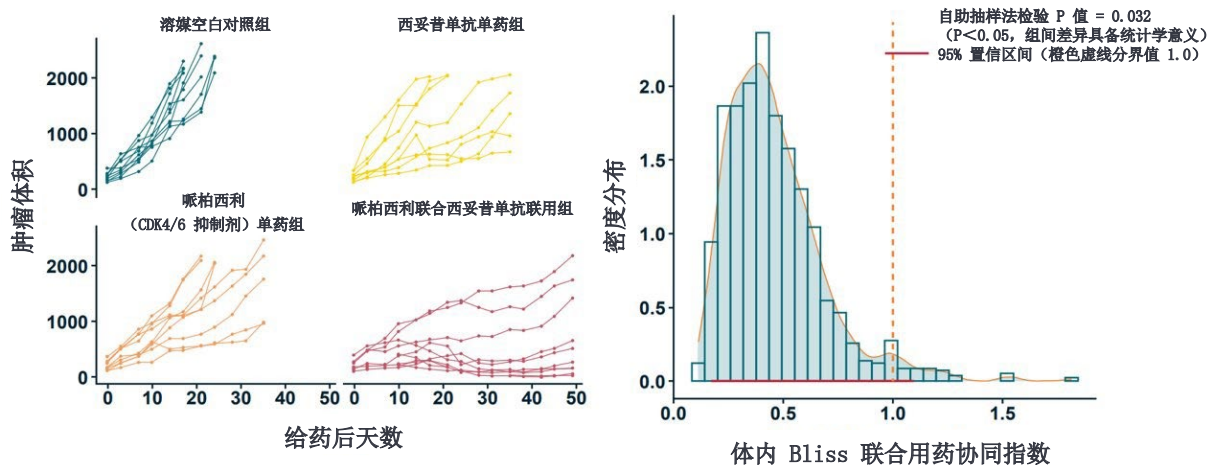 溶媒空白对照组
西妥昔单抗单药组
2000
1000
0
哌柏西利
（CDK4/6 抑制剂）单药组
哌柏西利联合西妥昔单抗联用组
2000
1000
0
肿瘤体积
0 10 20 30 40 50
0 10 20 30 40 50
给药后天数
自助抽样法检验 P 值 = 0.032
（P<0.05，组间差异具备统计学意义）
95% 置信区间（橙色虚线分界值 1.0）
2.0
1.5
1.0
0.5
0.0
密度分布
0.0 0.5 1.0 1.5
体内 Bliss 联合用药协同指数